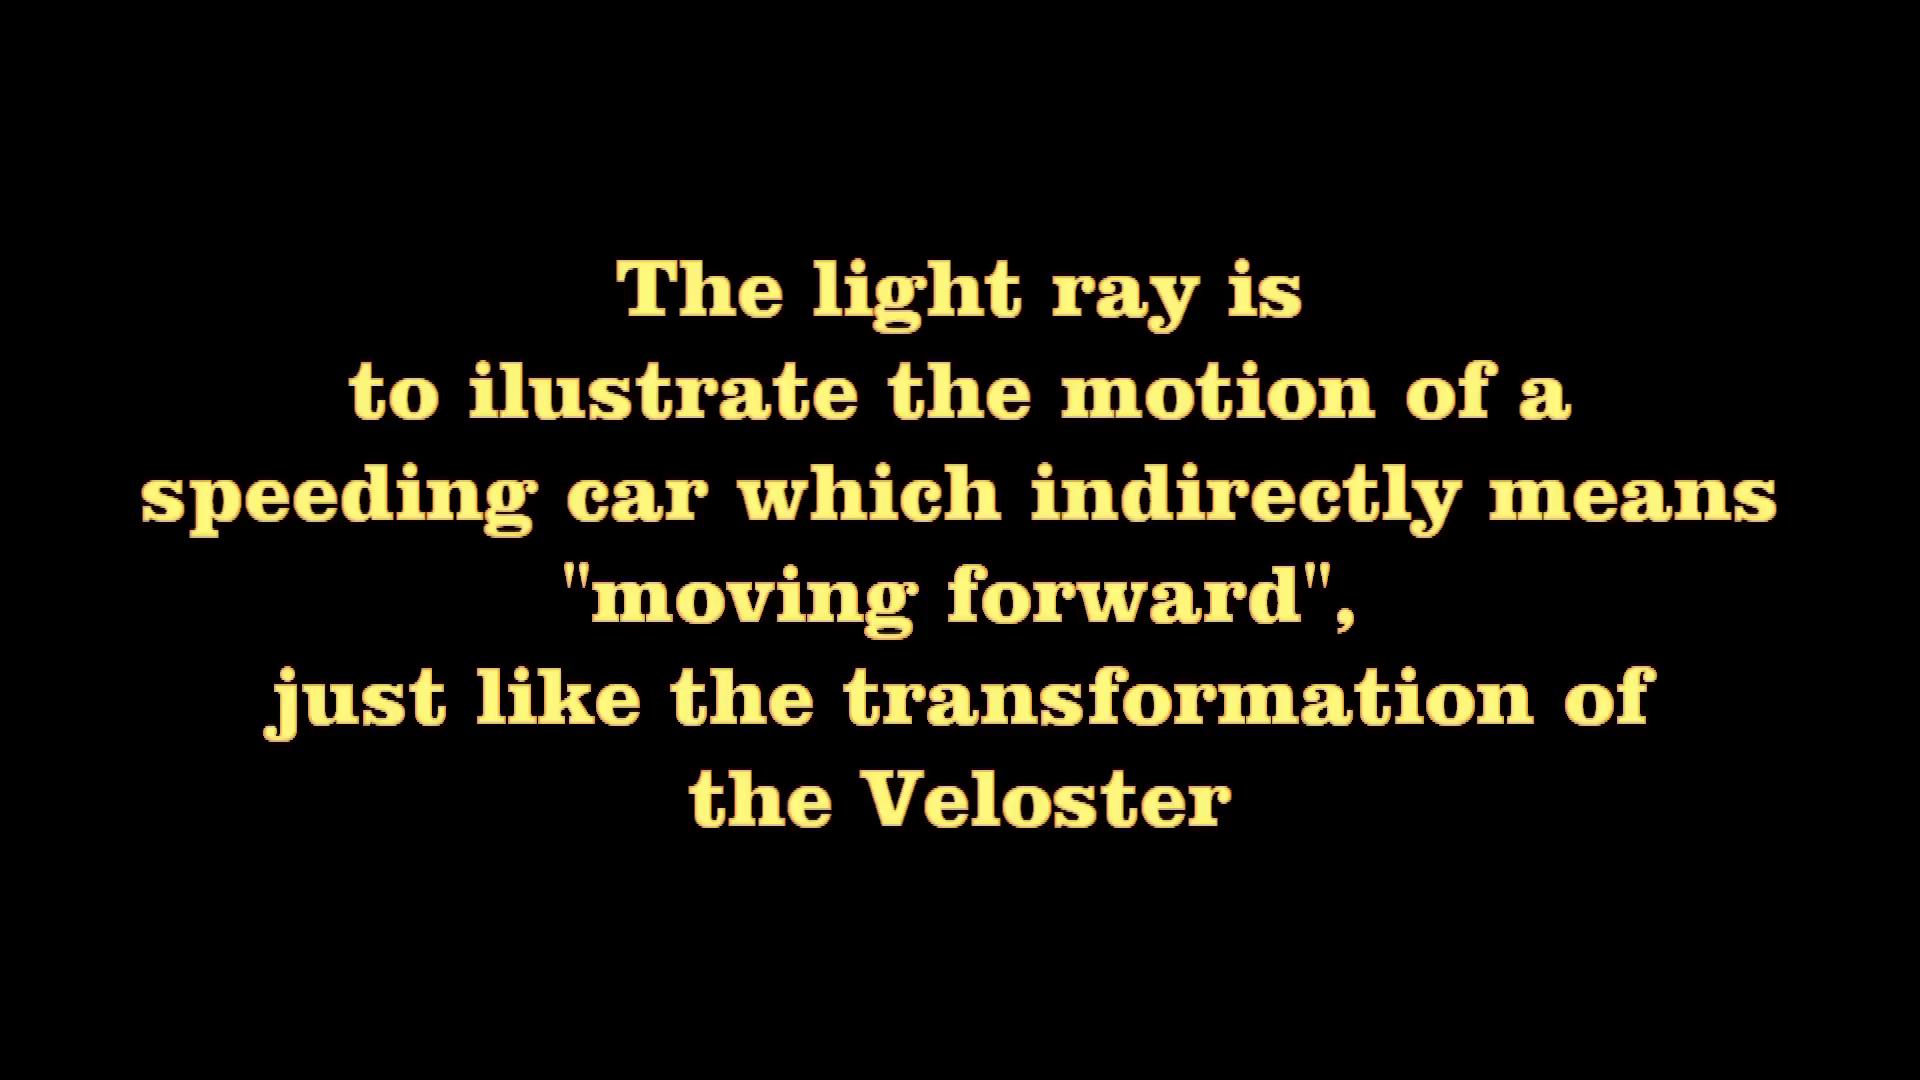 The light ray is
to ilustrate the motion of a
speeding car which indirectly means
"moving forward",
just like the transformation of
the Veloster